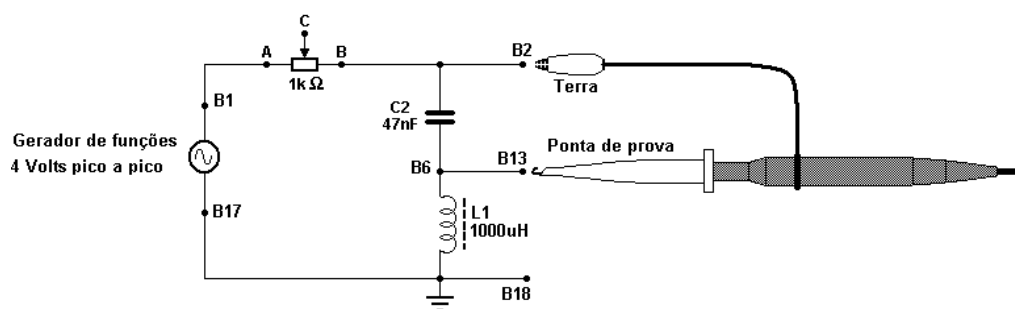 C
A
B
1k Ω
B1
Gerador de funções
4 Volts pico a pico
B17
C2
47nF
B6
L1
1000uH
B2
Terra
B13
Ponta de prova
B18